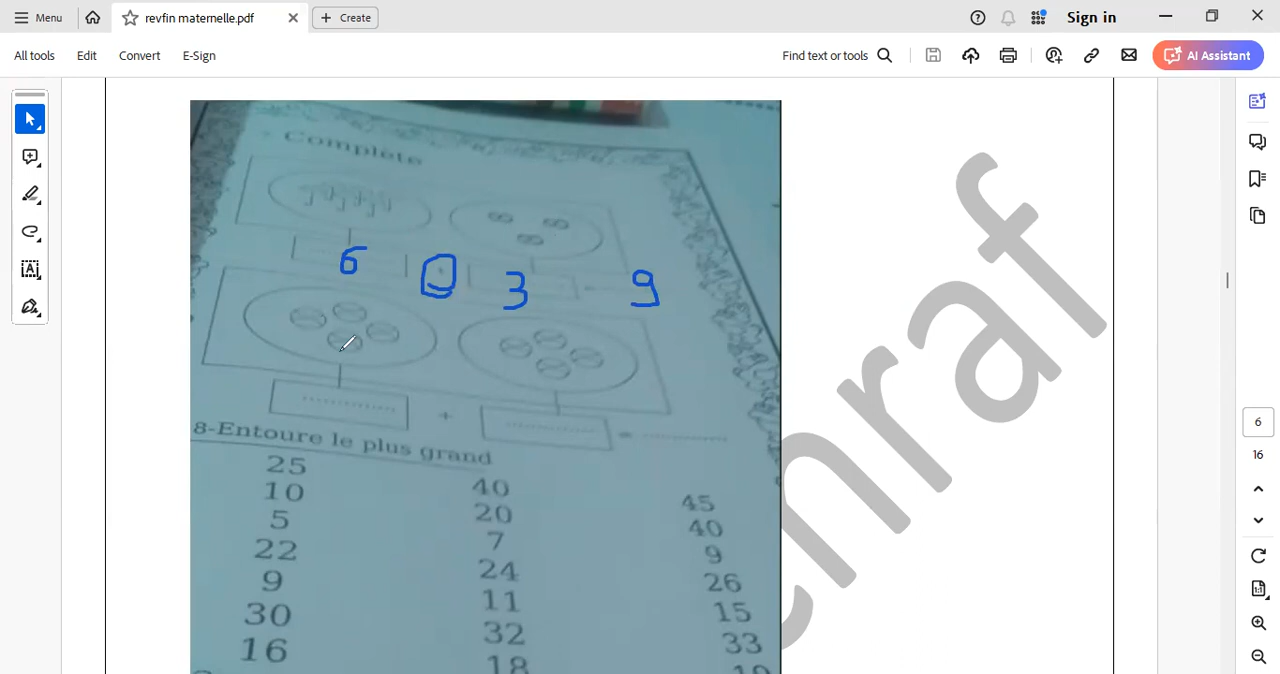 Menu
revfin maternelle.pdf
Create
Sign in
All tools
Edit
Convert
E-Sign
Find text or tools
AI Assistant
Complete
6 3 9
+ =
8-Entoure le plus grand
25 40 45
10 20 40
5 7 9
22 24 26
9 11 15
30 32 33
16 18 19
6
16